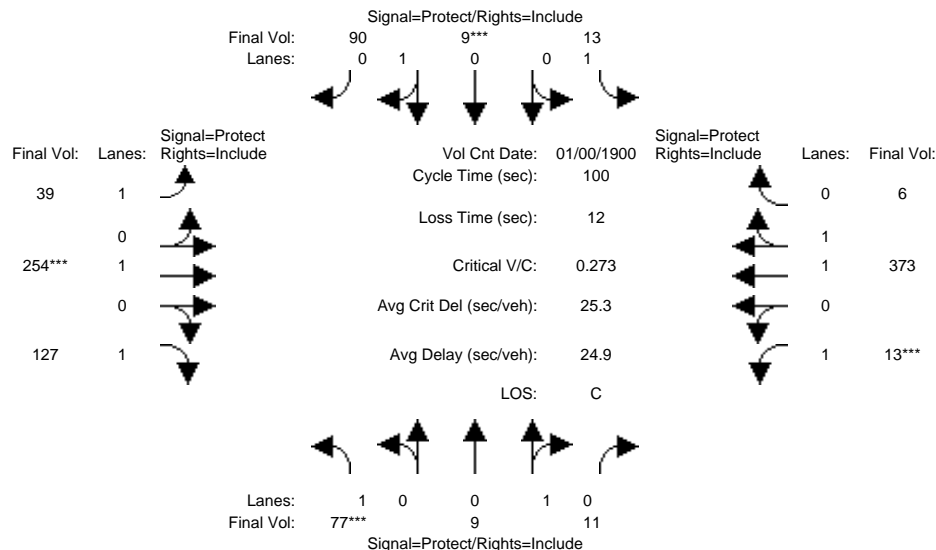 Signal=Protect/Rights=Include
Final Vol: 90 9*** 13
Lanes: 0 1 0 0 1
Signal=Protect
Final Vol: Lanes: Rights=Include
Vol Cnt Date: 01/00/1900
Signal=Protect
Rights=Include Lanes: Final Vol:
Cycle Time (sec): 100
39 1
0 6
Loss Time (sec): 12
0
1
254*** 1
Critical V/C: 0.273
1 373
0
Avg Crit Del (sec/veh): 25.3
0
127 1
Avg Delay (sec/veh): 24.9
1 13***
LOS: C
Lanes: 1 0 0 1 0
Final Vol: 77*** 9 11
Signal=Protect/Rights=Include